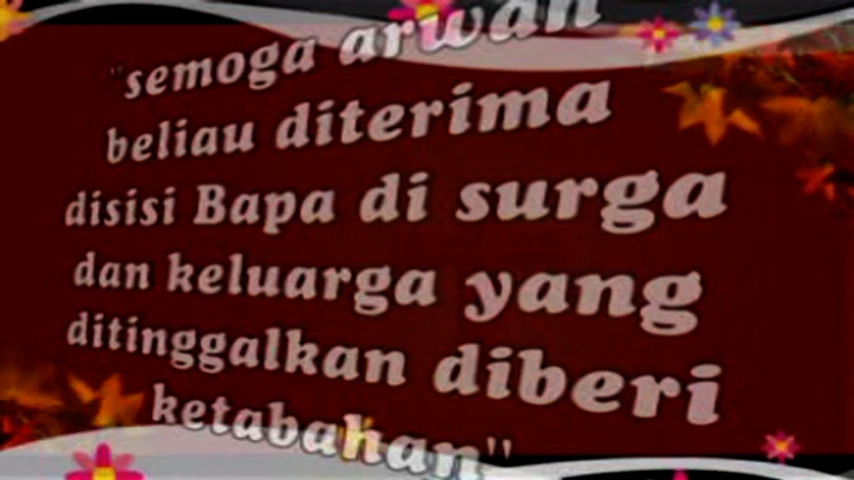 "semoga arwah
beliau diterima
disisi Bapa di surga
dan keluarga yang
ditinggalkan diberi
ketabahan"